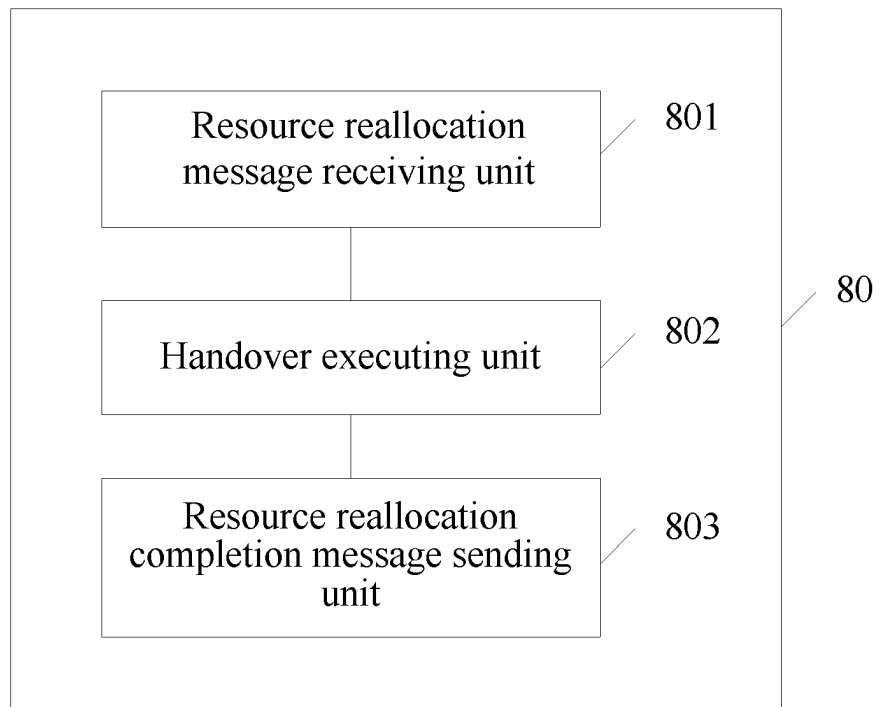 Resource reallocation
message receiving unit
801
80
Handover executing unit
802
Resource reallocation
completion message sending
unit
803